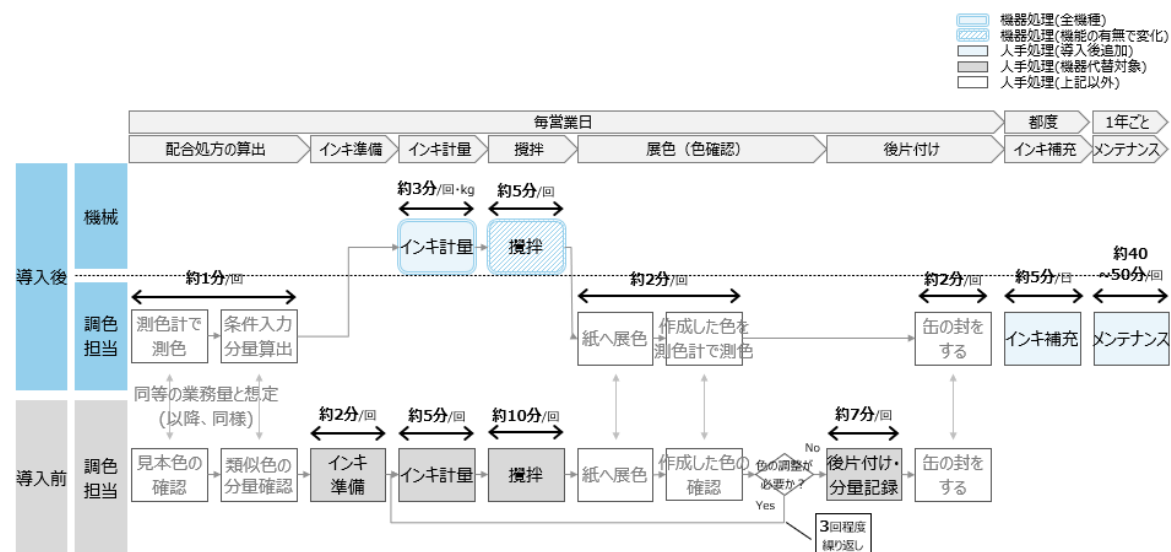 機器処理(全機種)
機器処理(機能の有無で変化)
人手処理(導入後追加)
人手処理(機器代替対象)
人手処理(上記以外)
毎営業日
都度
1年ごと
配合処方の算出
インキ準備
インキ計量
攪拌
展色（色確認）
後片付け
インキ補充
メンテナンス
導入後
機械
約3分/回・kg
約5分/回
インキ計量
攪拌
調色
担当
約1分/回
測色計で
測色
条件入力
分量算出
約2分/回
紙へ展色
作成した色を
測色計で測色
約2分/回
缶の封を
する
約5分/日
インキ補充
約40
~50分/回
メンテナンス
同等の業務量と想定
(以降、同様)
導入前
調色
担当
見本色の
確認
類似色の
分量確認
約2分/回
インキ
準備
約5分/回
インキ計量
約10分/回
攪拌
紙へ展色
作成した色の
確認
色の調整が
必要か？
No
Yes
3回程度
繰り返し
約7分/回
後片付け・
分量記録
缶の封を
する